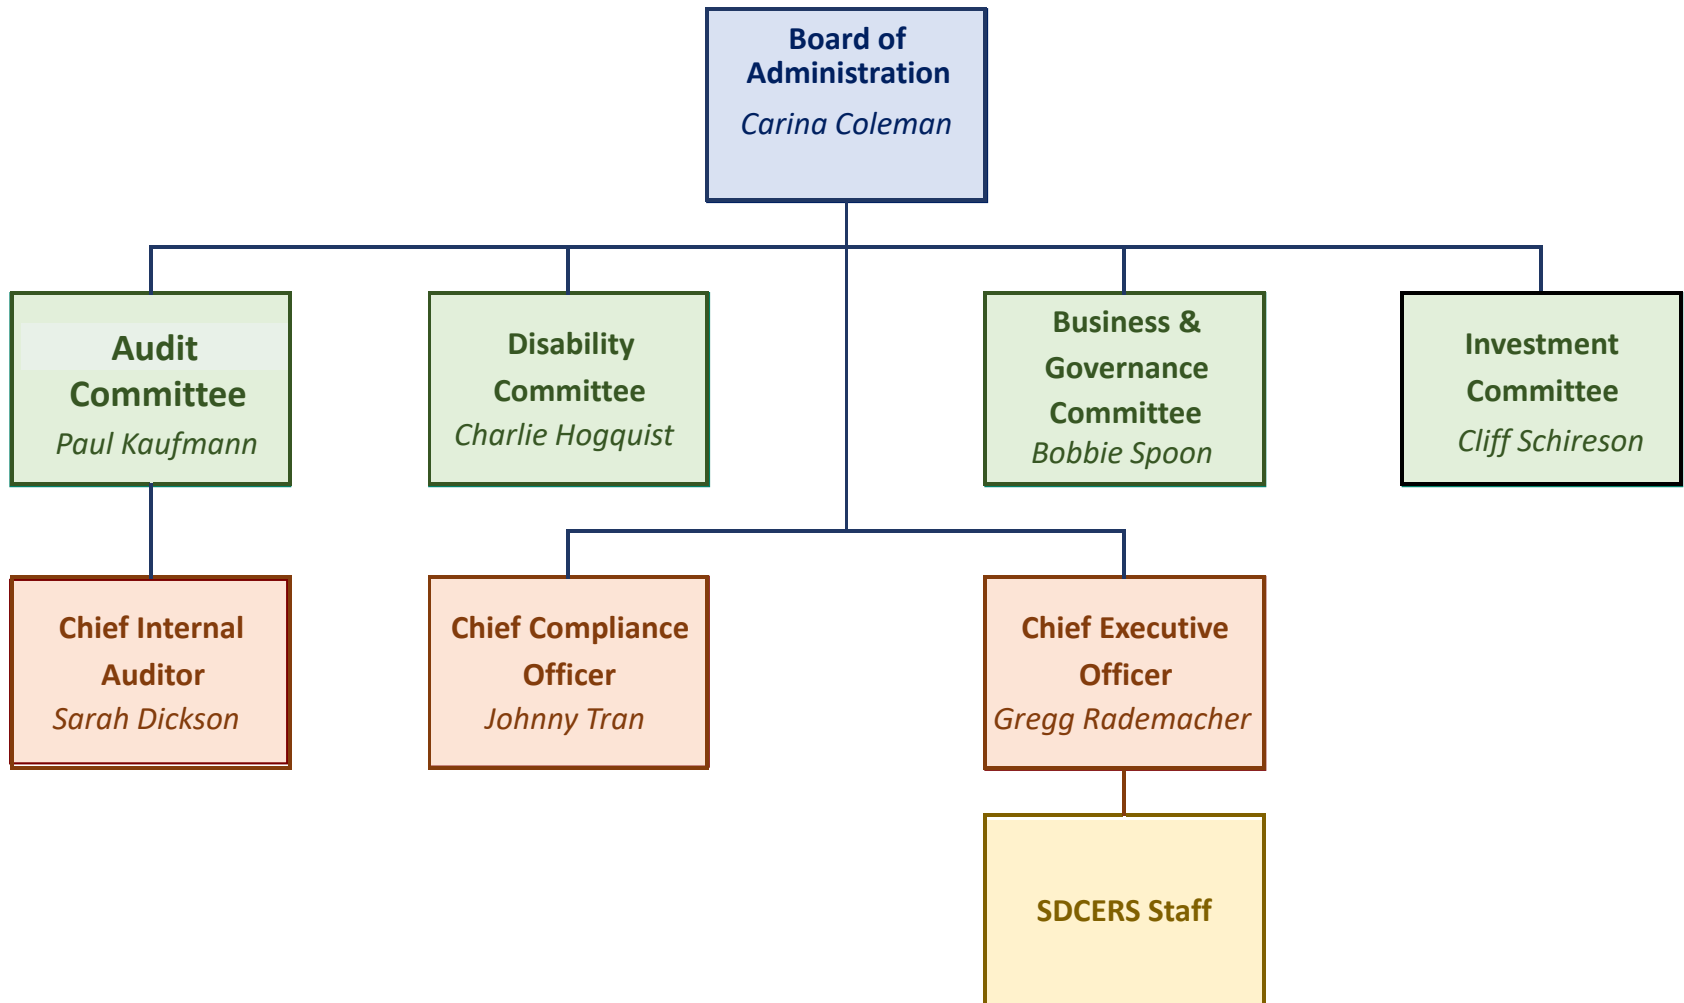 Board of
Administration
Carina Coleman
Audit
Committee
Paul Kaufmann
Disability
Committee
Charlie Hogquist
Business &
Governance
Committee
Bobbie Spoon
Investment
Committee
Cliff Schireson
Chief Internal
Auditor
Sarah Dickson
Chief Compliance
Officer
Johnny Tran
Chief Executive
Officer
Gregg Rademacher
SDCERS Staff